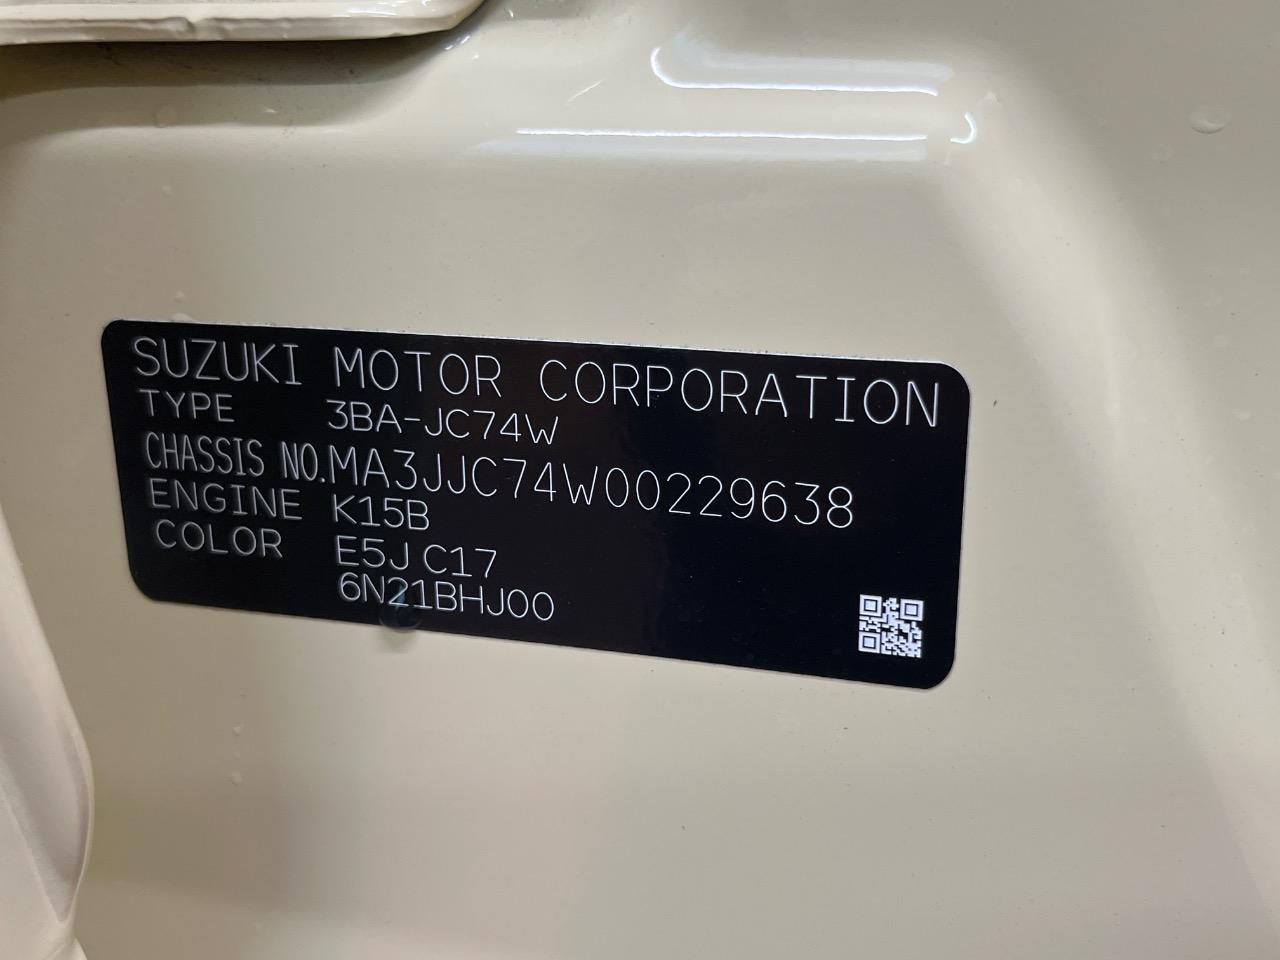 SUZUKI MOTOR CORPORATION
TYPE 3BA-JC74W
CHASSIS NO. MA3JJC74W00229638
ENGINE K15B
COLOR E5J C17
6N21BHJ00